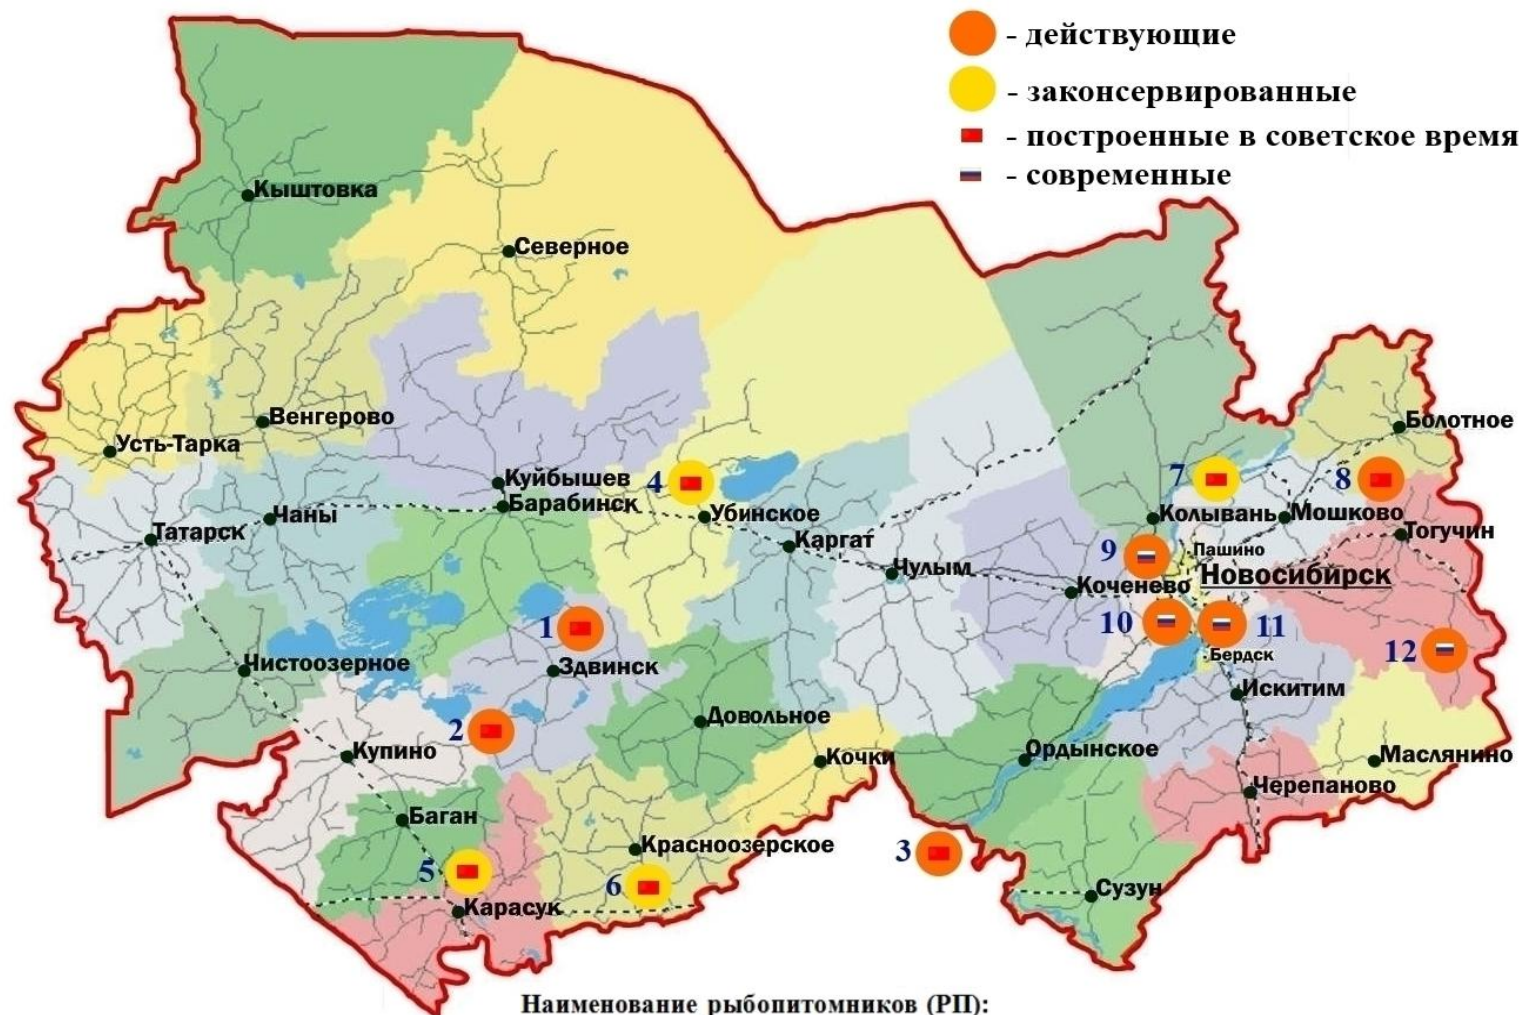 - действующие
- законсервированные
- построенные в советское время
- современные
Кыштовка
Северное
Венгерово
Усть-Тарка
Болотное
Куйбышев
4
7
8
Барабинск
Убинское
Чаны
Колывань
Мошково
Татарск
Каргат
Тогучин
9
Пашино
Чулым
Коченево
Новосибирск
1
10
11
12
Бердск
Чистоозерное
Здвинск
Искитим
2
Довольное
Купино
Кочки
Ордынское
Маслянино
Черепаново
Баган
Красноозёрское
3
5
6
Карасук
Сузун
Наименование рыбопитомников (РП):